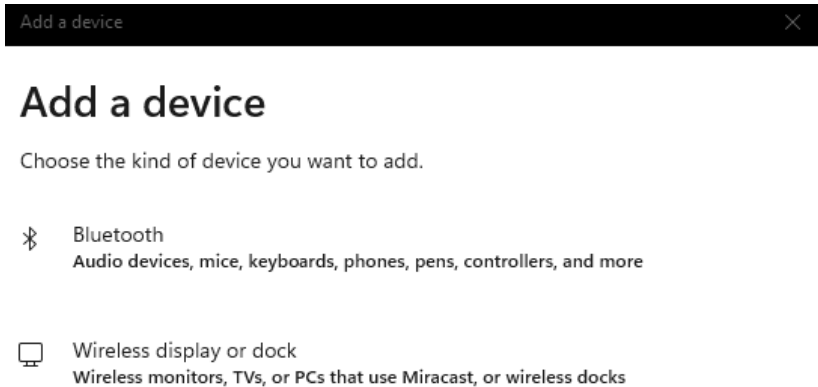 Add a device
Add a device
Choose the kind of device you want to add.
Bluetooth
Audio devices, mice, keyboards, phones, pens, controllers, and more
Wireless display or dock
Wireless monitors, TVs, or PCs that use Miracast, or wireless docks